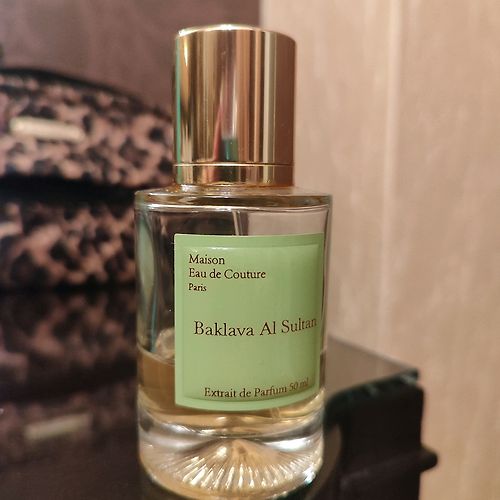 Maison
Eau de Couture
Paris
Baklava Al Sultan
Extrait de Parfum 50 ml